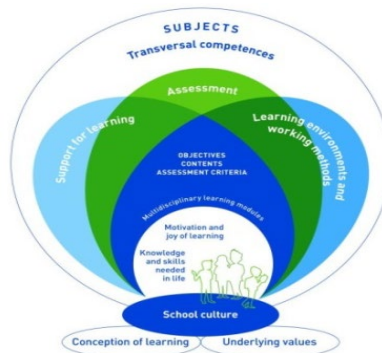 SUBJECTS
Transversal competences
Assessment
Support for learning
Learning environments and
working methods
OBJECTIVES
CONTENTS
ASSESSMENT CRITERIA
Multidisciplinary learning modules
Motivation and
joy of learning
Knowledge
and skills
needed
in life
School culture
Conception of learning
Underlying values